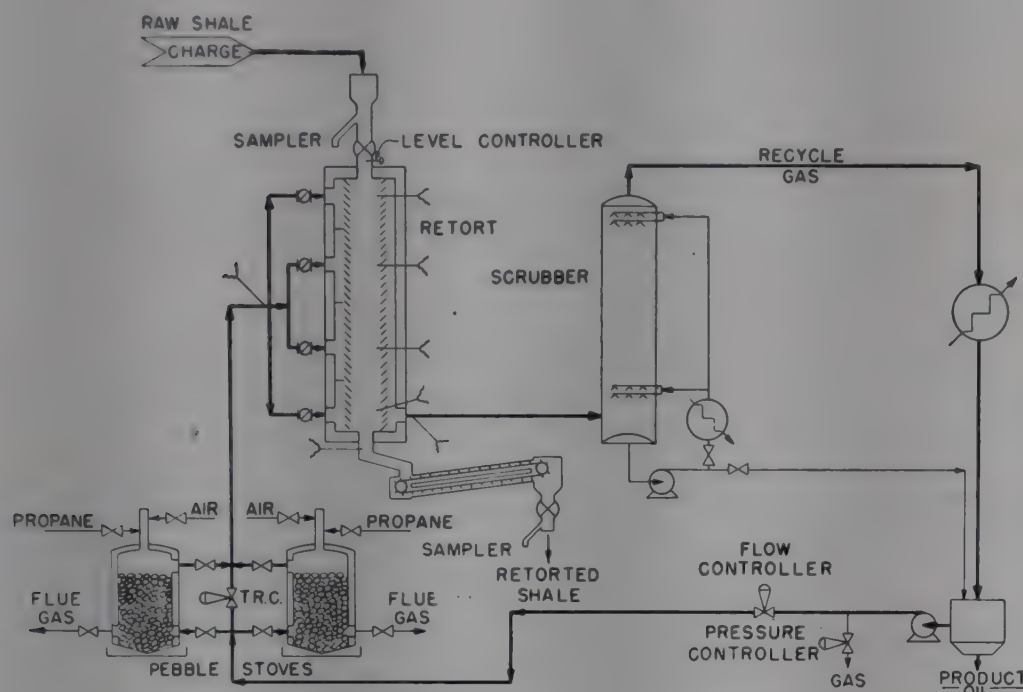 RAW SHALE
CHARGE
SAMPLER
LEVEL CONTROLLER
RETORT
RECYCLE
GAS
SCRUBBER
AIR
AIR
PROPANE
PROPANE
SAMPLER
RETORTED
SHALE
FLOW
CONTROLLER
FLUE
GAS
T.R.C.
FLUE
GAS
PRESSURE
CONTROLLER
PEBBLE STOVES
GAS
PRODUCT
OIL